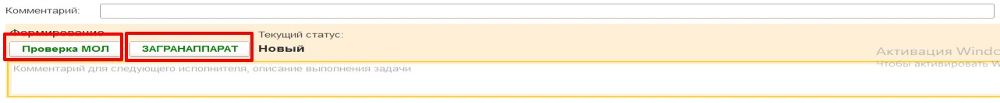 Комментарий:
Формирование
Текущий статус:
Проверка МОЛ
ЗАГРАНАППАРАТ
Новый
Активация Windo
Чтобы активировать W
Комментарий для следующего исполнителя, описание выполнения задачи